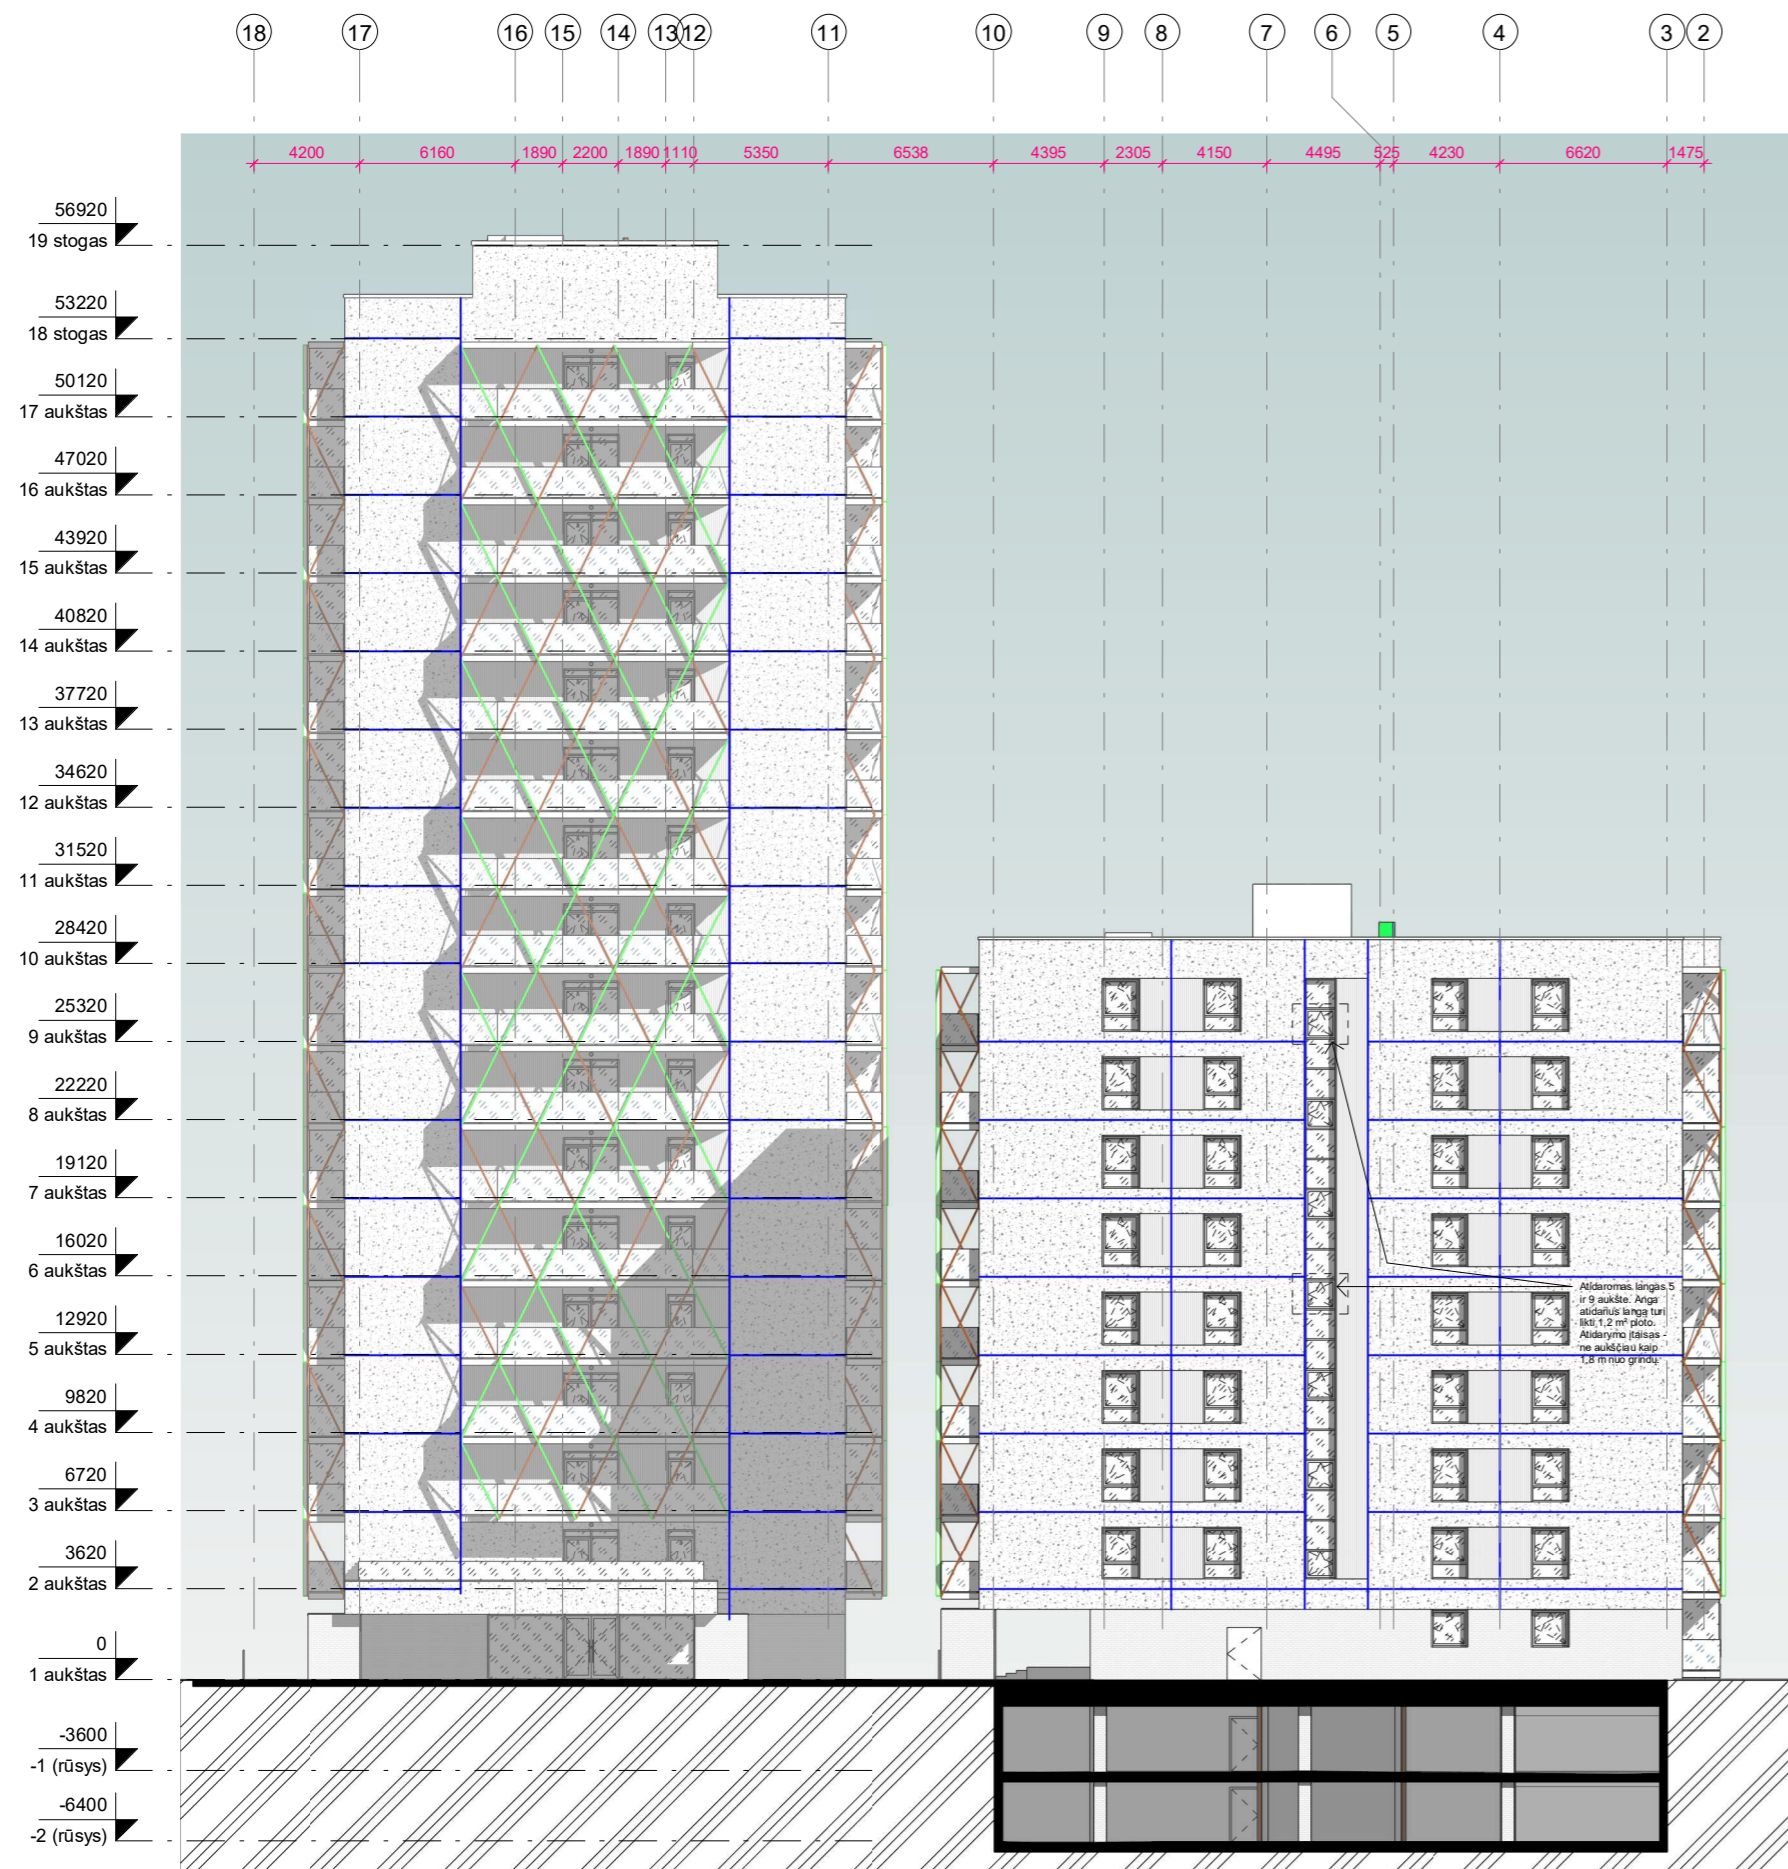 18 17 16 15 14 13 12 11 10 9 8 7 6 5 4 3 2
4200 6160 1890 2200 1890 1110 5350 6538 4395 2305 4150 4495 525 4230 6620 1475
56920
19 stogas
53220
18 stogas
50120
17 aukštas
47020
16 aukštas
43920
15 aukštas
40820
14 aukštas
37720
13 aukštas
34620
12 aukštas
31520
11 aukštas
28420
10 aukštas
25320
9 aukštas
22220
8 aukštas
19120
7 aukštas
16020
6 aukštas
12920
5 aukštas
9820
4 aukštas
6720
3 aukštas
3620
2 aukštas
0
1 aukštas
-3600
-1 (rūsys)
-6400
-2 (rūsys)
Atidaromas langas 5
ir 9 aukšte. Anga
atidarius langą turi
likti 1,2 m² ploto.
Atidarymo įtaisas -
ne aukščiau kaip
1,8 m nuo grindų.